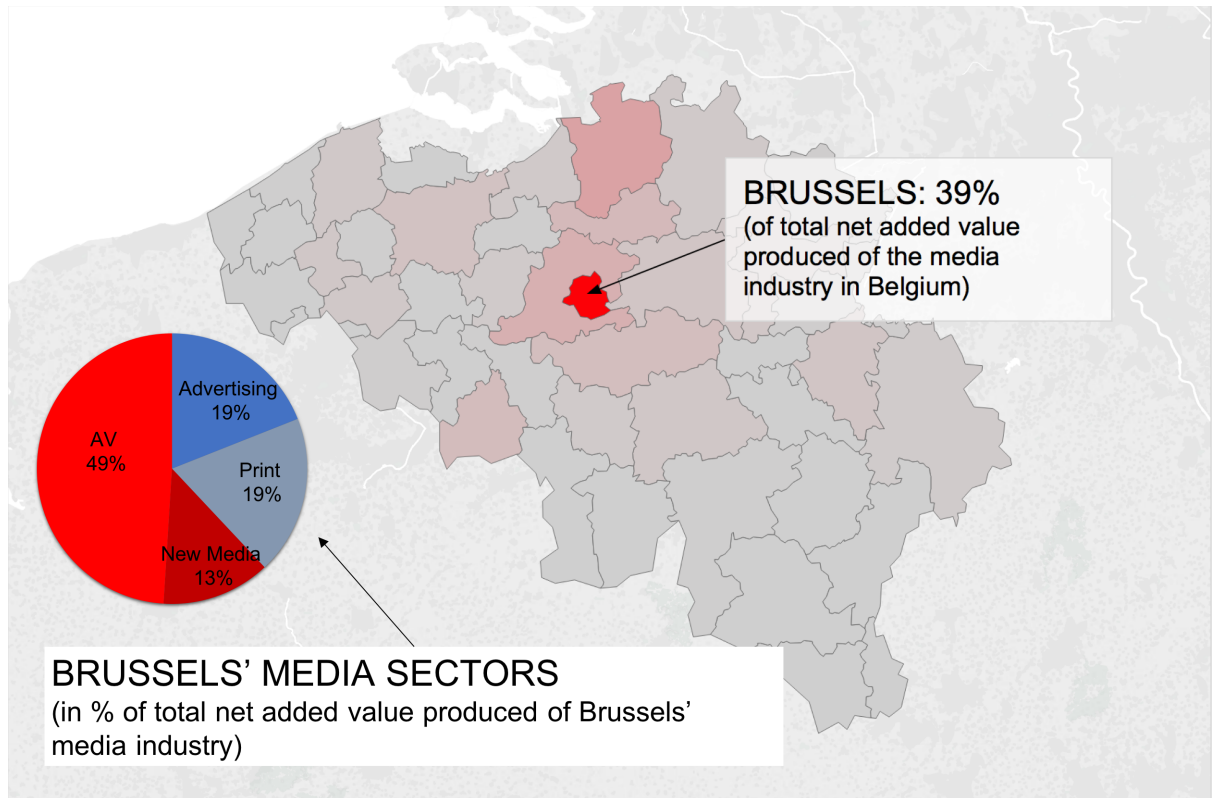 BRUSSELS: 39%
(of total net added value
produced of the media
industry in Belgium)
Advertising
19%
AV
49%
Print
19%
New Media
13%
BRUSSELS’ MEDIA SECTORS
(in % of total net added value produced of Brussels’
media industry)